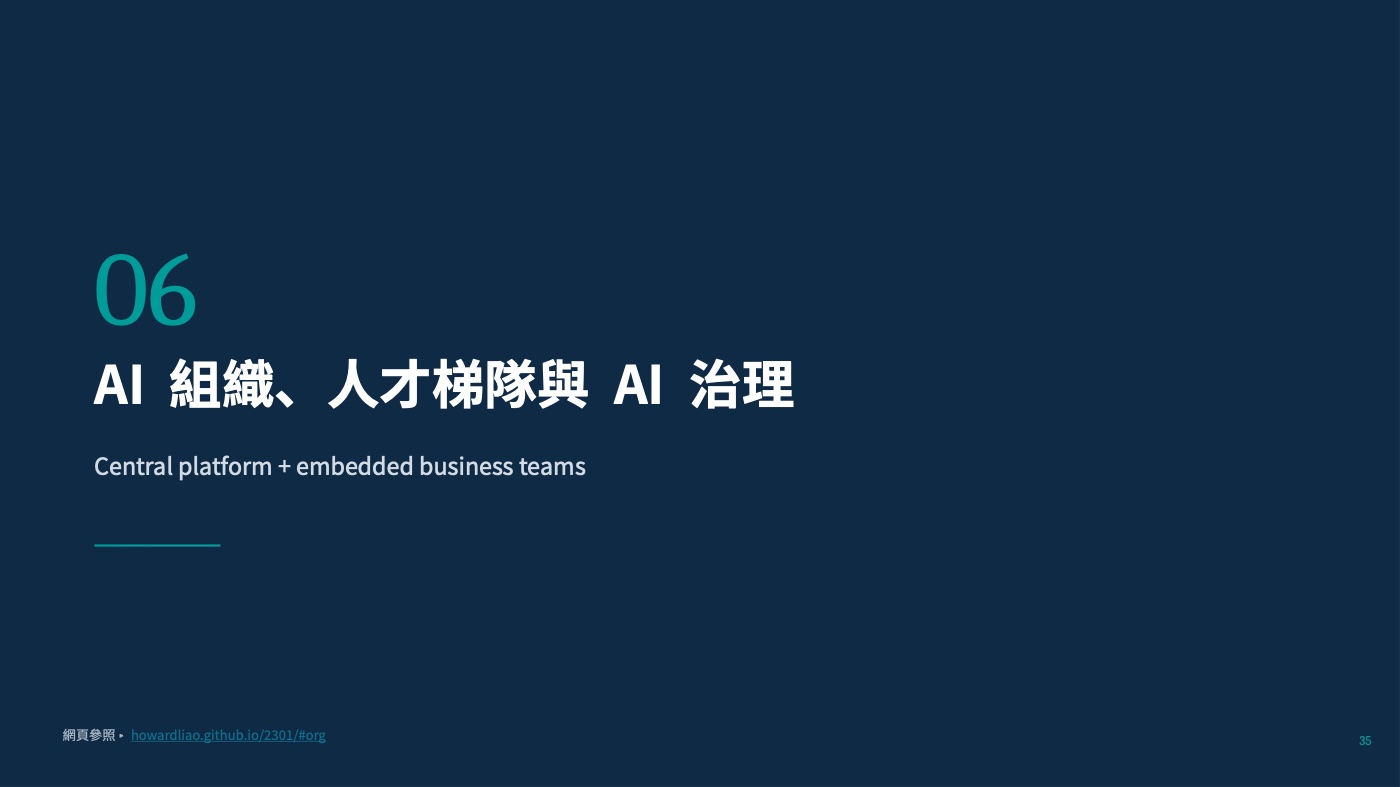 06
AI 組織、人才梯隊與 AI 治理
Central platform + embedded business teams
網頁參照 ▸ howardliao.github.io/2301/#org
35